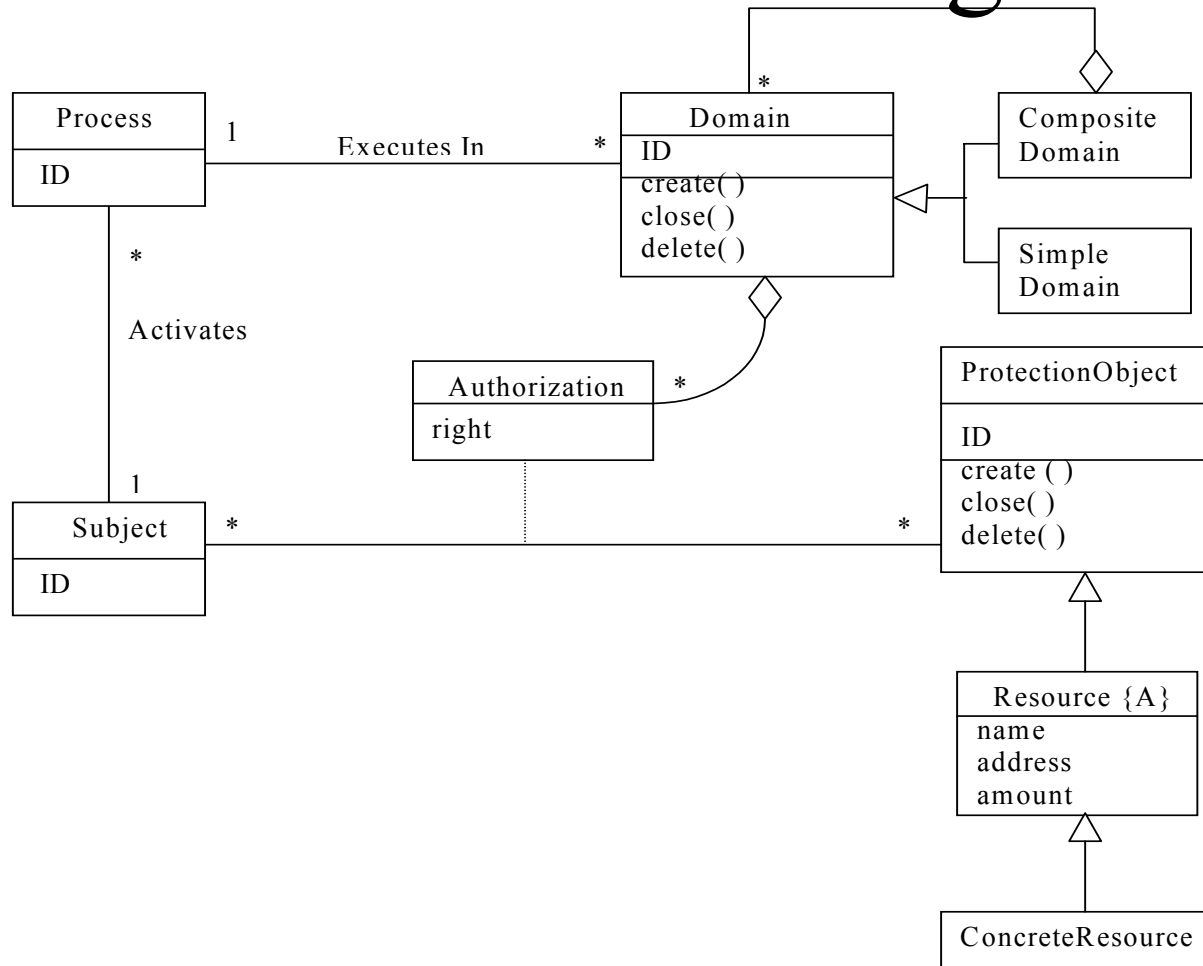 *
Process
ID
1
Executes In
*
Domain
ID
create( )
close( )
delete( )
Composite
Domain
Simple
Domain
*
Activates
1
Authorization
right
*
ProtectionObject
ID
create ( )
close( )
delete( )
Subject
ID
*
*
Resource {A}
name
address
amount
ConcreteResource